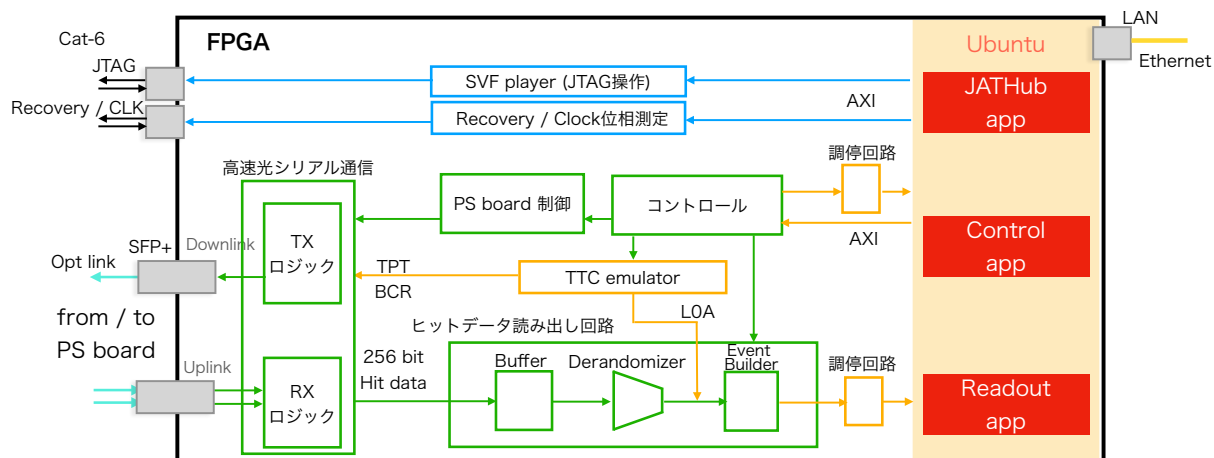 LAN
Cat-6
FPGA
Ubuntu
Ethernet
JTAG
SVF player (JTAG操作)
AXI
JATHub
app
Recovery / CLK
Recovery / Clock位相測定
高速光シリアル通信
調停回路
PS board 制御
コントロール
TX
ロジック
AXI
Control
app
SFP+
Downlink
Opt link
TPT
BCR
TTC emulator
L0A
from / to
PS board
ヒットデータ読み出し回路
Uplink
256 bit
Hit data
Buffer
Derandomizer
Event
Builder
調停回路
RX
ロジック
Readout
app